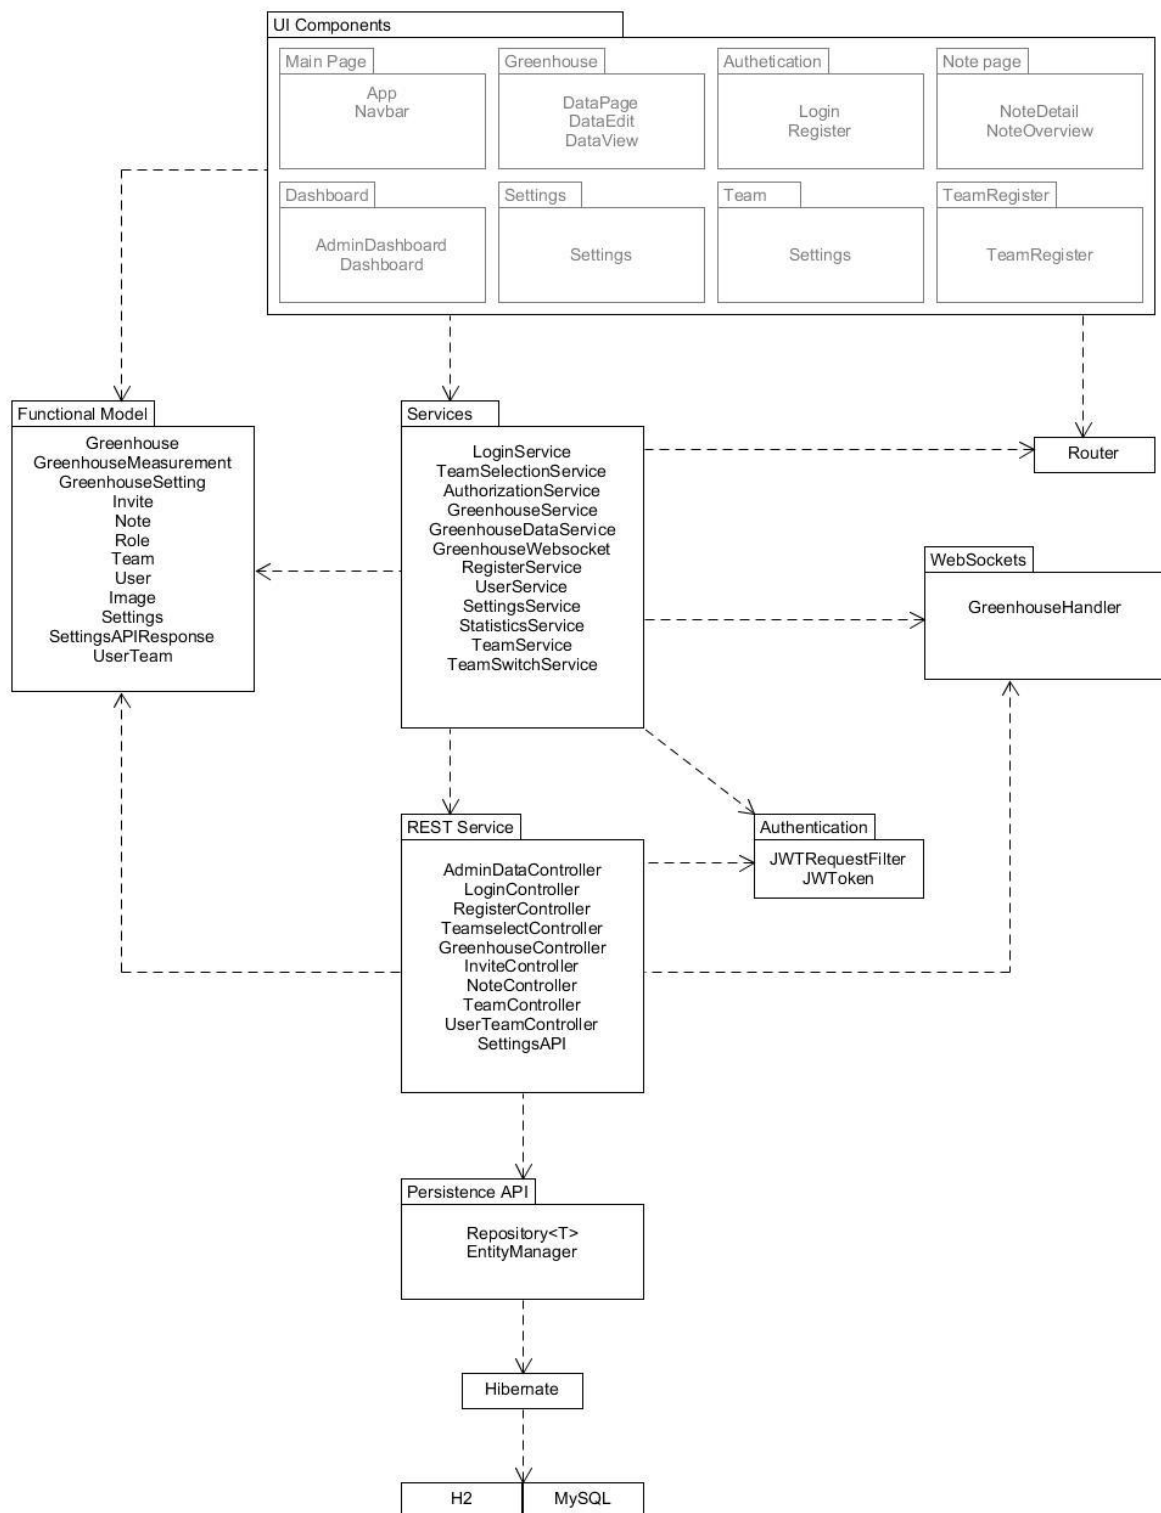 UI Components
Main Page
App
Navbar
Greenhouse
DataPage
DataEdit
DataView
Authetication
Login
Register
Note page
NoteDetail
NoteOverview
Dashboard
AdminDashboard
Dashboard
Settings
Settings
Team
Settings
TeamRegister
TeamRegister
Functional Model
Greenhouse
GreenhouseMeasurement
GreenhouseSetting
Invite
Note
Role
Team
User
Image
Settings
SettingsAPIResponse
UserTeam
Services
LoginService
TeamSelectionService
AuthorizationService
GreenhouseService
GreenhouseDataService
GreenhouseWebsocket
RegisterService
UserService
SettingsService
StatisticsService
TeamService
TeamSwitchService
Router
WebSockets
GreenhouseHandler
REST Service
AdminDataController
LoginController
RegisterController
TeamselectController
GreenhouseController
InviteController
NoteController
TeamController
UserTeamController
SettingsAPI
Authentication
JWTRequestFilter
JWToken
Persistence API
Repository<T>
EntityManager
Hibernate
H2
MySQL